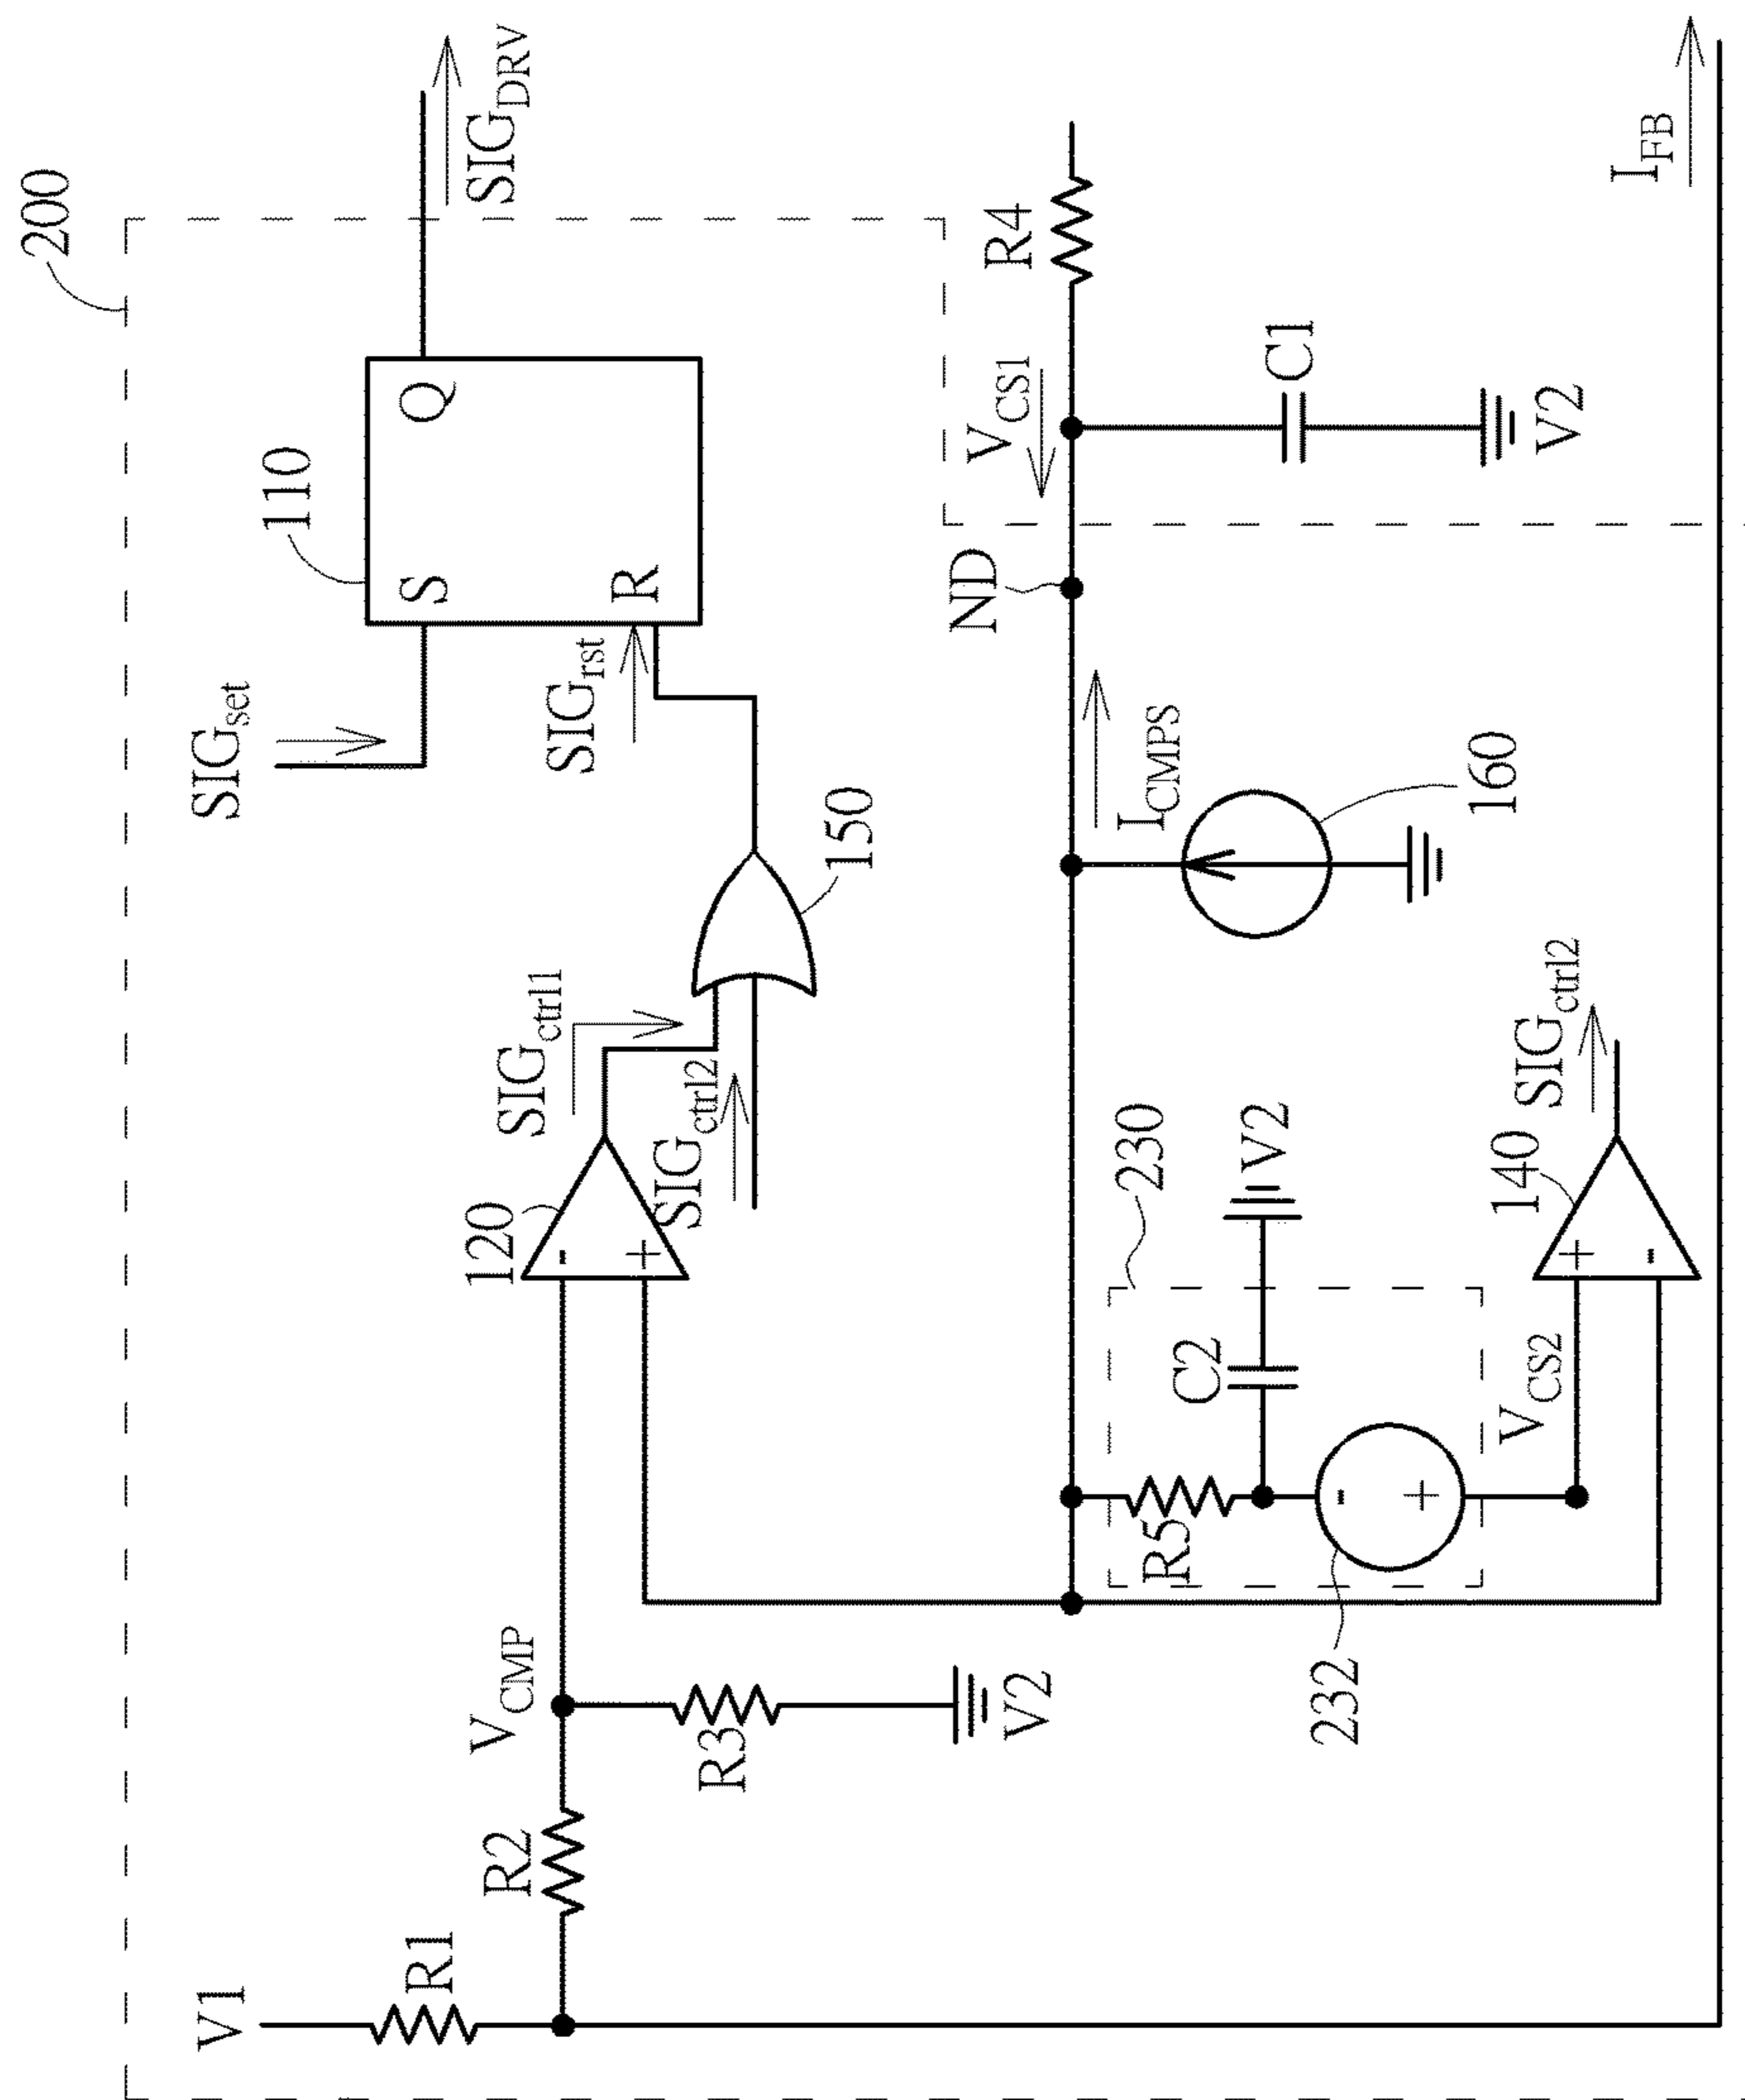 200
V1
R1
R2
V_CMP
R3
V2
120
-
+
SIG_ctrl1
SIG_ctrl2
150
SIG_set
SIG_rst
110
S
R
Q
SIG_DRV
ND
V_CS1
R4
C1
V2
I_CMPS
160
230
R5
C2
V2
-
+
232
V_CS2
140
+
-
SIG_ctrl2
I_FB